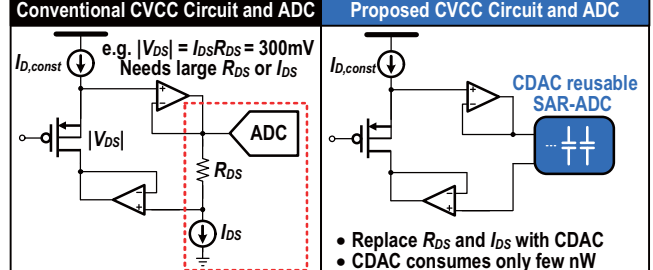 Conventional CVCC Circuit and ADC
e.g. |VDS| = IDSRDS = 300mV
Needs large RDS or IDS
ID,const
+
-
|VDS|
ADC
RDS
-
+
IDS
Proposed CVCC Circuit and ADC
ID,const
CDAC reusable
SAR-ADC
+
-
...
-
+
• Replace RDS and IDS with CDAC
• CDAC consumes only few nW